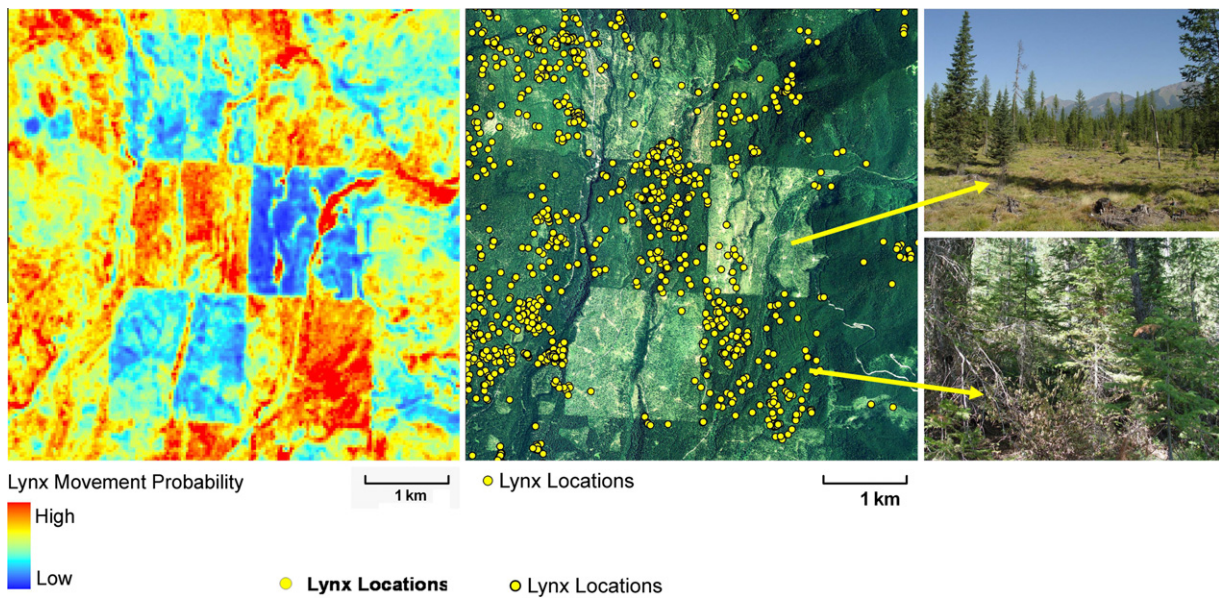 Lynx Movement Probability
High
Low
1 km
Lynx Locations
1 km
Lynx Locations
Lynx Locations